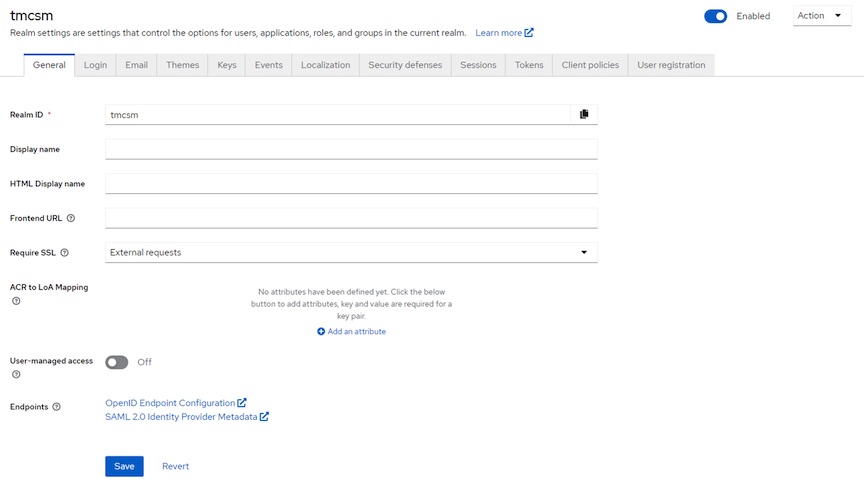 tmcsm
Enabled
Action
Realm settings are settings that control the options for users, applications, roles, and groups in the current realm. Learn more
General Login Email Themes Keys Events Localization Security defenses Sessions Tokens Client policies User registration
Realm ID * tmcsm
Display name
HTML Display name
Frontend URL
Require SSL External requests
ACR to LoA Mapping
No attributes have been defined yet. Click the below
button to add attributes, key and value are required for a
key pair.
Add an attribute
User-managed access Off
Endpoints OpenID Endpoint Configuration
SAML 2.0 Identity Provider Metadata
Save Revert